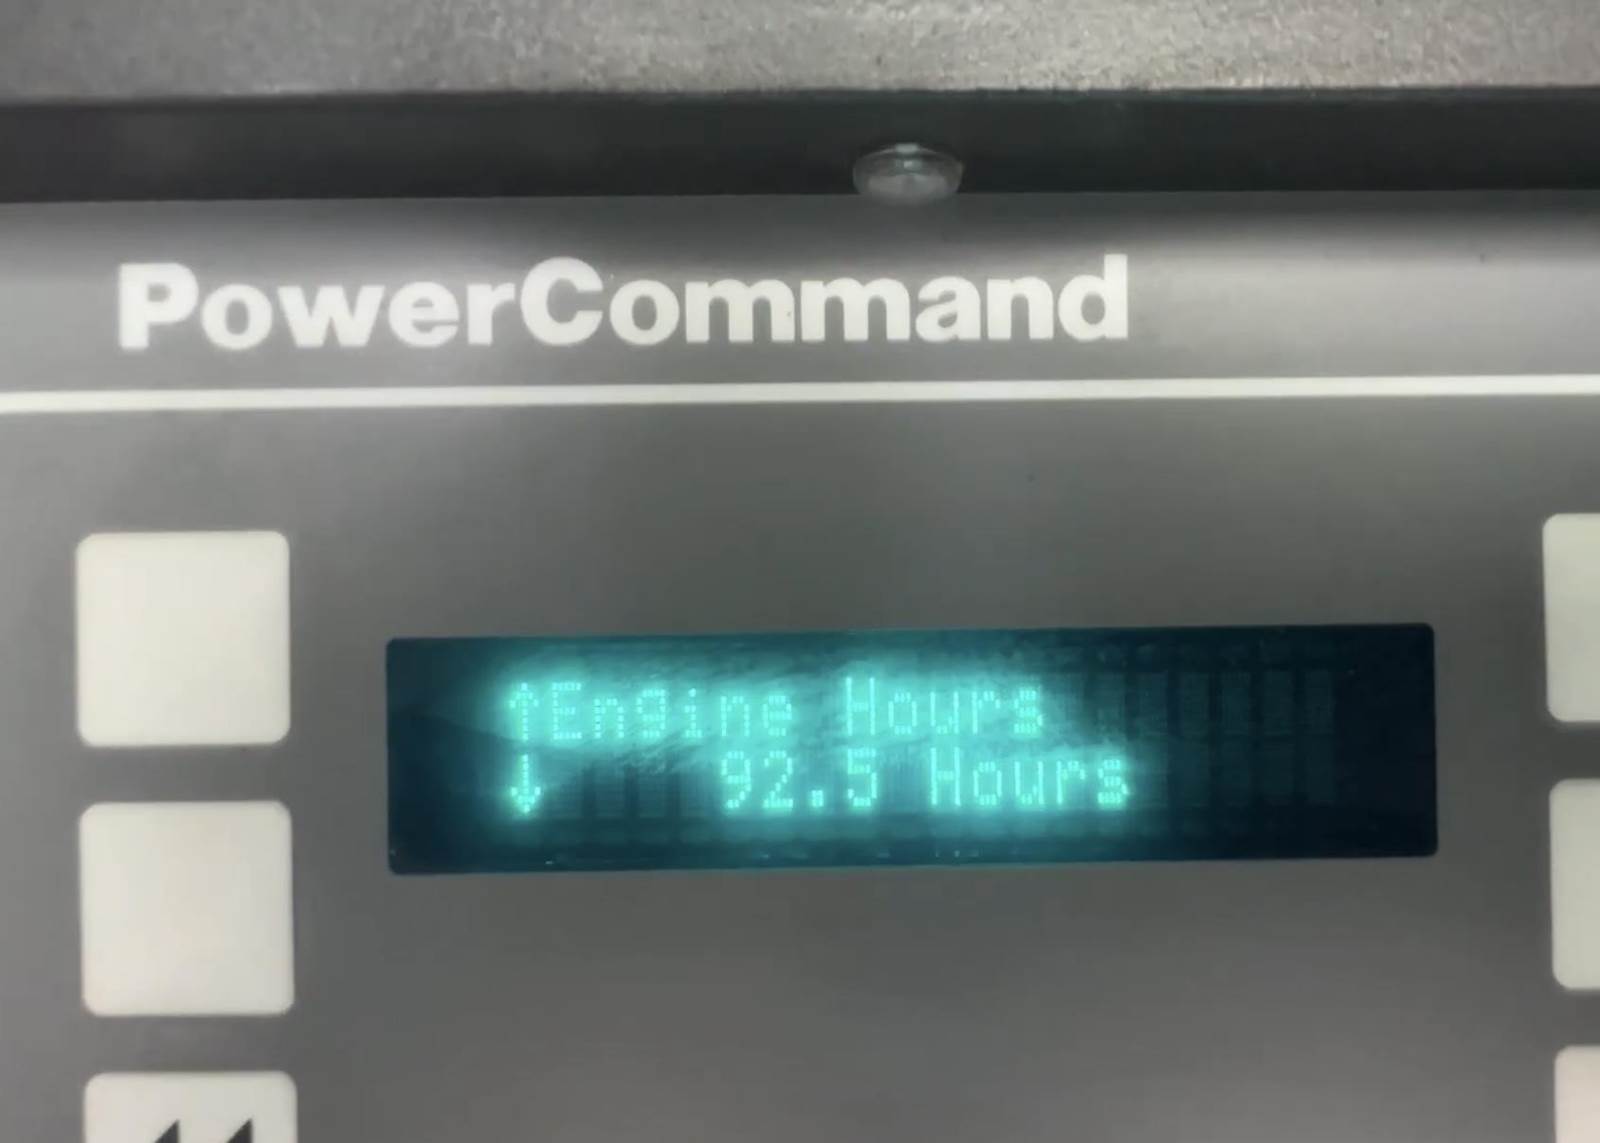 PowerCommand
↑Engine Hours
↓ 92.5 Hours